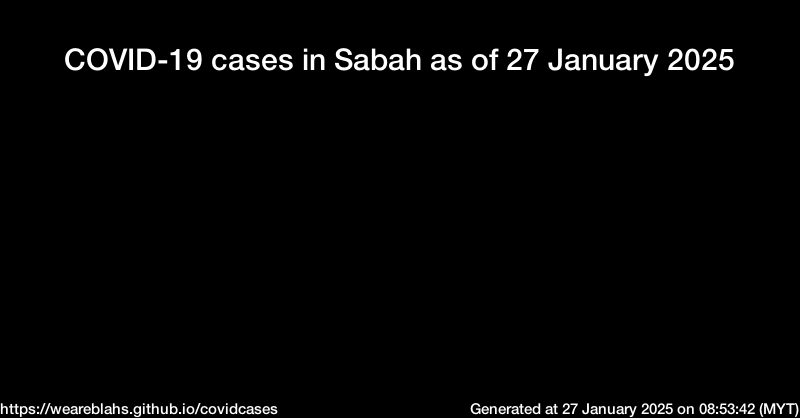 COVID-19 cases in Sabah as of 27 January 2025
https://weareblahs.github.io/covidcases
Generated at 27 January 2025 on 08:53:42 (MYT)